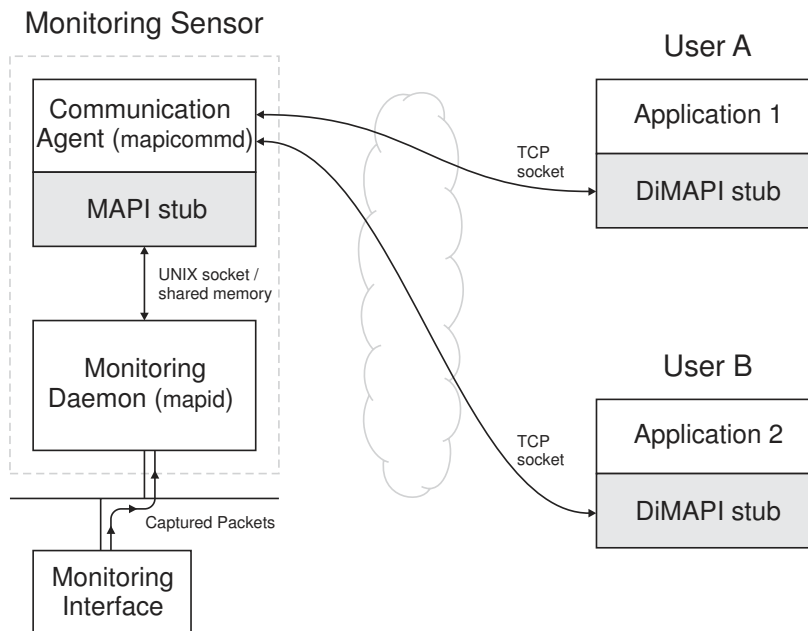 Monitoring Sensor
Communication
Agent (mapicommd)
MAPI stub
UNIX socket /
shared memory
Monitoring
Daemon (mapid)
Captured Packets
Monitoring
Interface
TCP
socket
TCP
socket
User A
Application 1
DiMAPI stub
User B
Application 2
DiMAPI stub